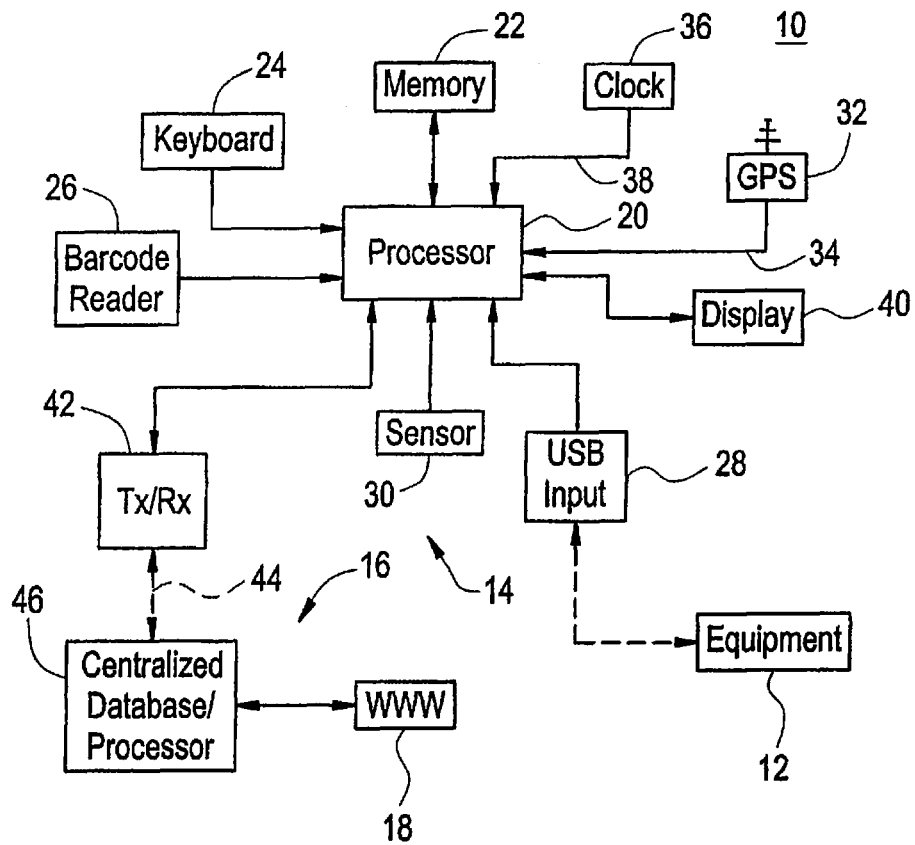 10
22
36
24
Memory
Clock
32
Keyboard
38
GPS
26
20
Barcode
Reader
Processor
34
Display
40
42
Sensor
USB
Input
28
30
Tx/Rx
44
16
14
46
Centralized
Database/
Processor
WWW
Equipment
18
12